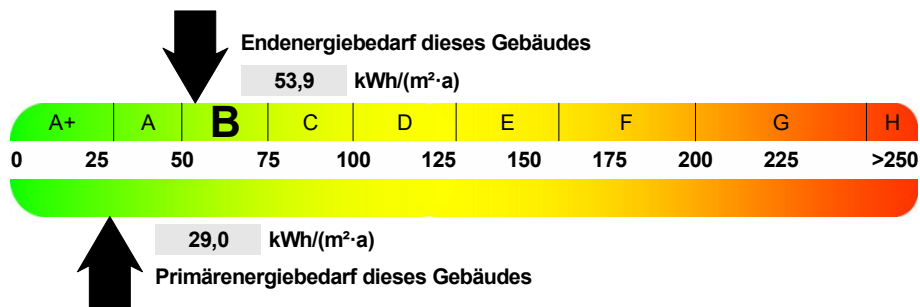 Endenergiebedarf dieses Gebäudes
53,9 kWh/(m²·a)
A+ A B C D E F G H
0 25 50 75 100 125 150 175 200 225 >250
29,0 kWh/(m²·a)
Primärenergiebedarf dieses Gebäudes